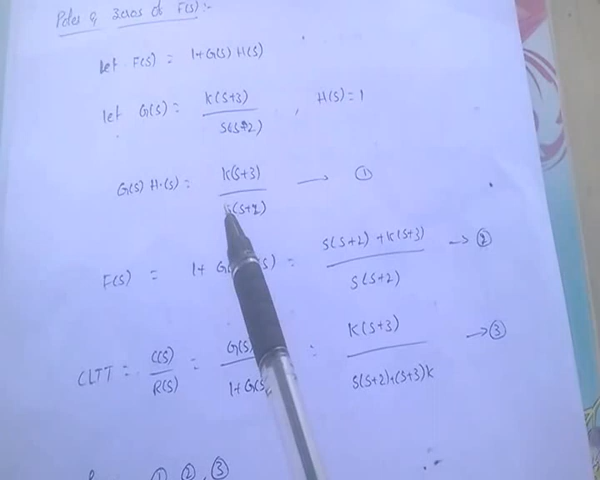 Poles & Zeros of F(s):-
let F(s) = 1+G(s) H(s)
let G(s) = K(s+3) / s(s+2) , H(s)=1
G(s) H·(s) = K(s+3) / s(s+2) → ①
F(s) = 1+ G(s) = s(s+2) + K(s+3) / s(s+2) → ②
CLTT = C(s) / R(s) = G(s) / 1+G(s) = K(s+3) / s(s+2)+(s+3)K → ③
① ② , ③